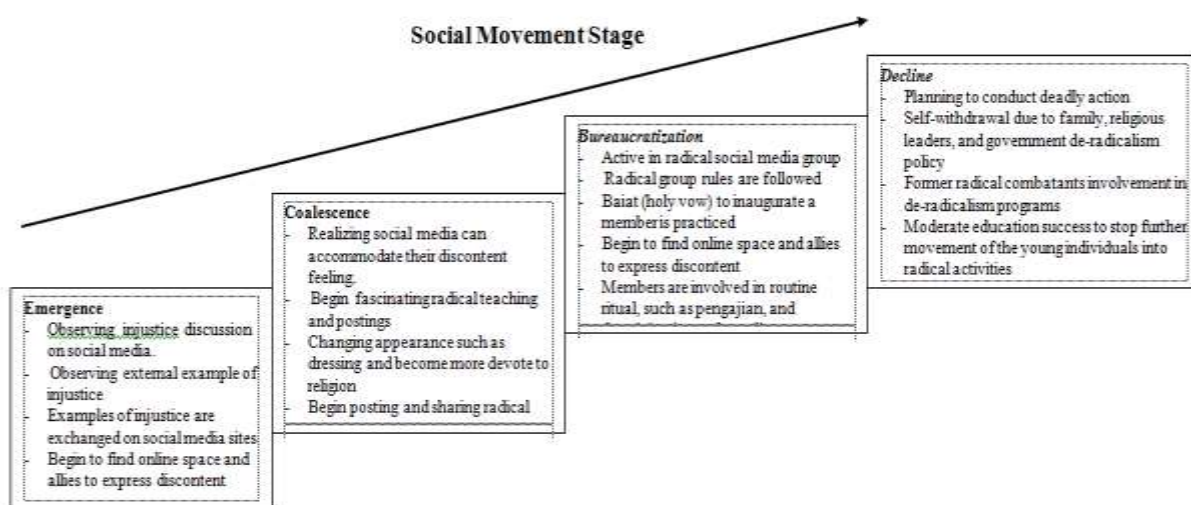 Social Movement Stage
Emergence
- Observing injustice discussion
on social media.
- Observing external example of
injustice
- Examples of injustice are
exchanged on social media sites
- Begin to find online space and
allies to express discontent
Coalescence
- Realizing social media can
accommodate their discontent
feeling.
- Begin fascinating radical teaching
and postings
- Changing appearance such as
dressing and become more devote to
religion
- Begin posting and sharing radical
Bureaucratization
- Active in radical social media group
- Radical group rules are followed
- Baiat (holy vow) to inaugurate a
member is practiced
- Begin to find online space and allies
to express discontent
- Members are involved in routine
ritual, such as pengajian, and
Decline
- Planning to conduct deadly action
- Self-withdrawal due to family, religious
leaders, and government de-radicalism
policy
- Former radical combatants involvement in
de-radicalism programs
- Moderate education success to stop further
movement of the young individuals into
radical activities